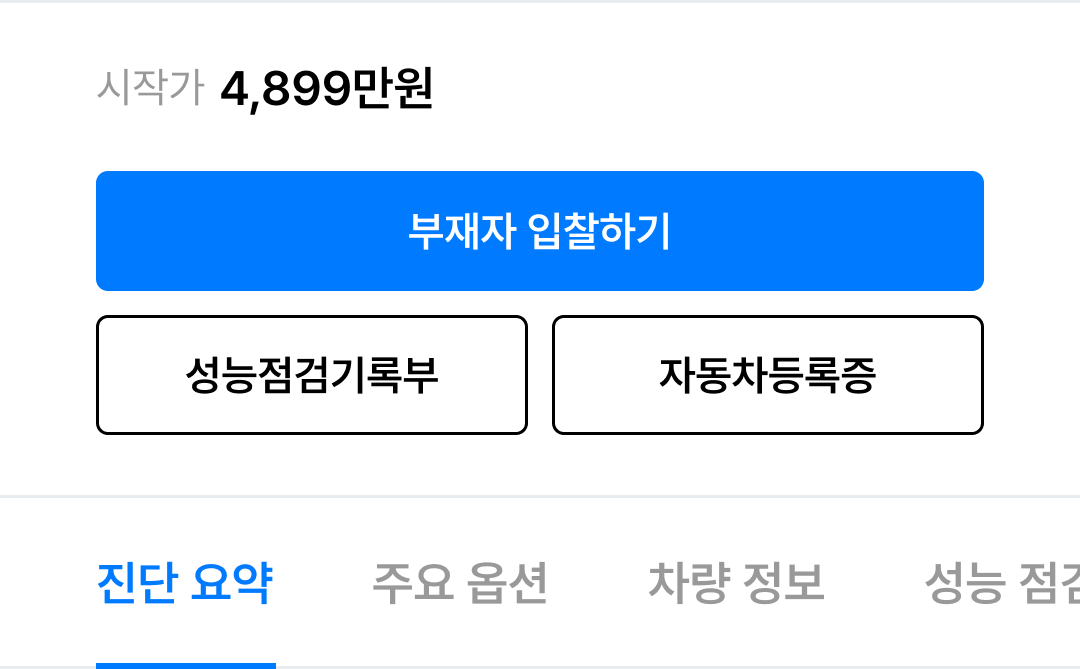 시작가 4,899만원
부재자 입찰하기
성능점검기록부 자동차등록증
진단 요약 주요 옵션 차량 정보 성능